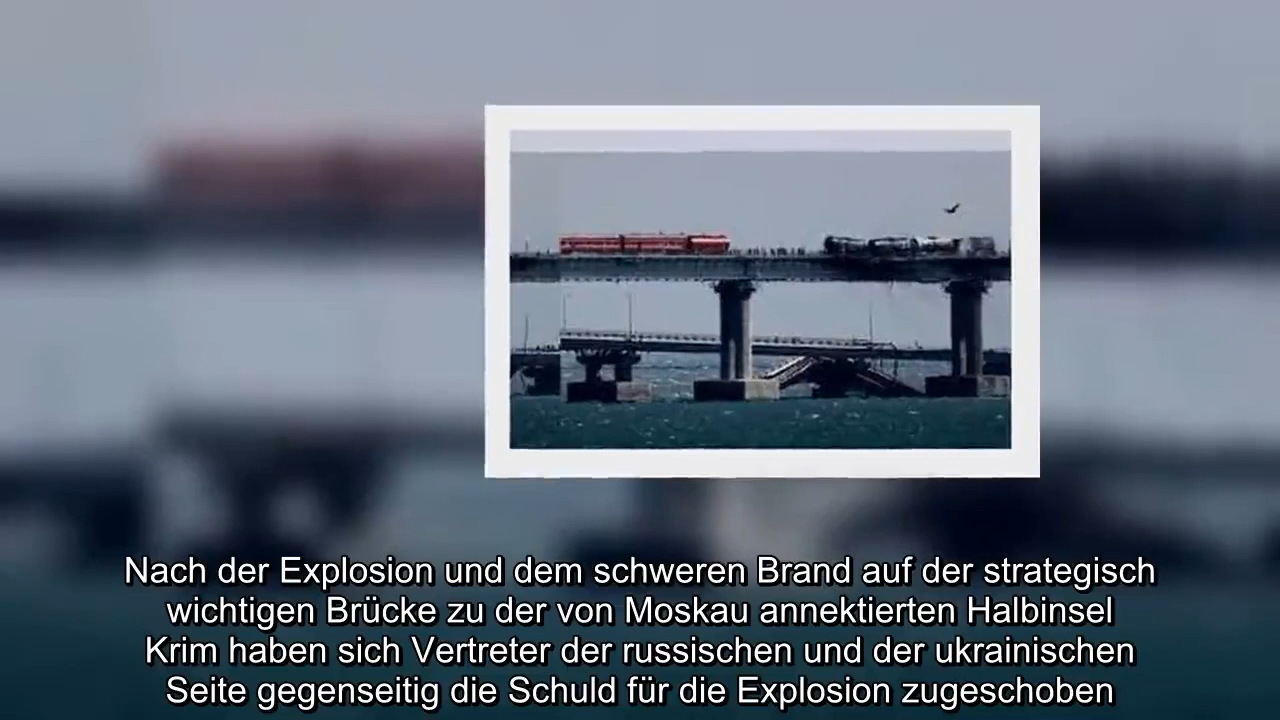 Nach der Explosion und dem schweren Brand auf der strategisch
wichtigen Brücke zu der von Moskau annektierten Halbinsel
Krim haben sich Vertreter der russischen und der ukrainischen
Seite gegenseitig die Schuld für die Explosion zugeschoben